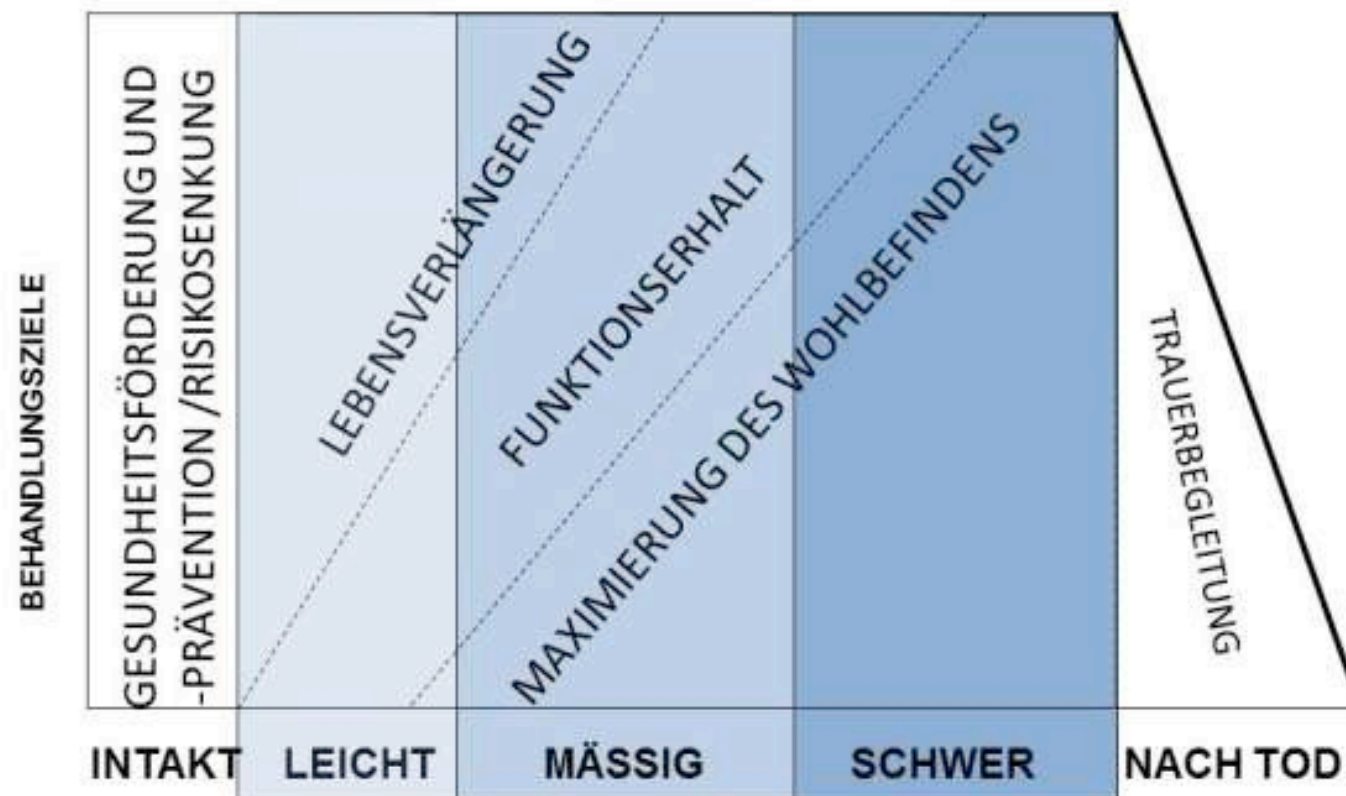 BEHANDLUNGSZIELE
GESUNDHEITSFÖRDERUNG UND
-PRÄVENTION /RISIKOSENKUNG
LEBENSVERLÄNGERUNG
FUNKTIONSERHALT
MAXIMIERUNG DES WOHLBEFINDENS
TRAUERBEGLEITUNG
INTAKT
LEICHT
MÄSSIG
SCHWER
NACH TOD